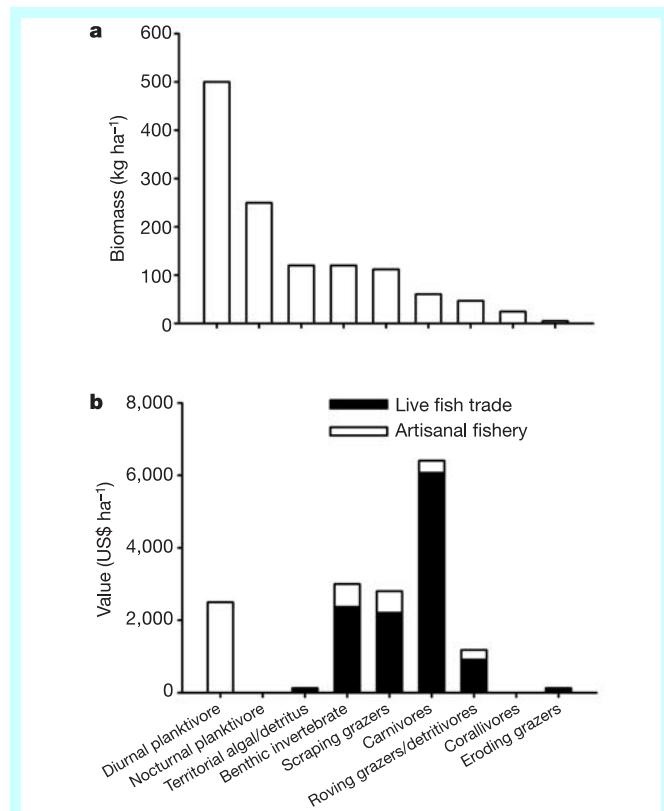 a
600
500
400
300
200
100
0
Biomass (kg ha⁻¹)
b
8,000
6,000
4,000
2,000
0
Value (US$ ha⁻¹)
Live fish trade
Artisanal fishery
Diurnal planktivore
Nocturnal planktivore
Territorial algal/detritus
Benthic invertebrate
Scraping grazers
Carnivores
Roving grazers/detritivores
Corallivores
Eroding grazers